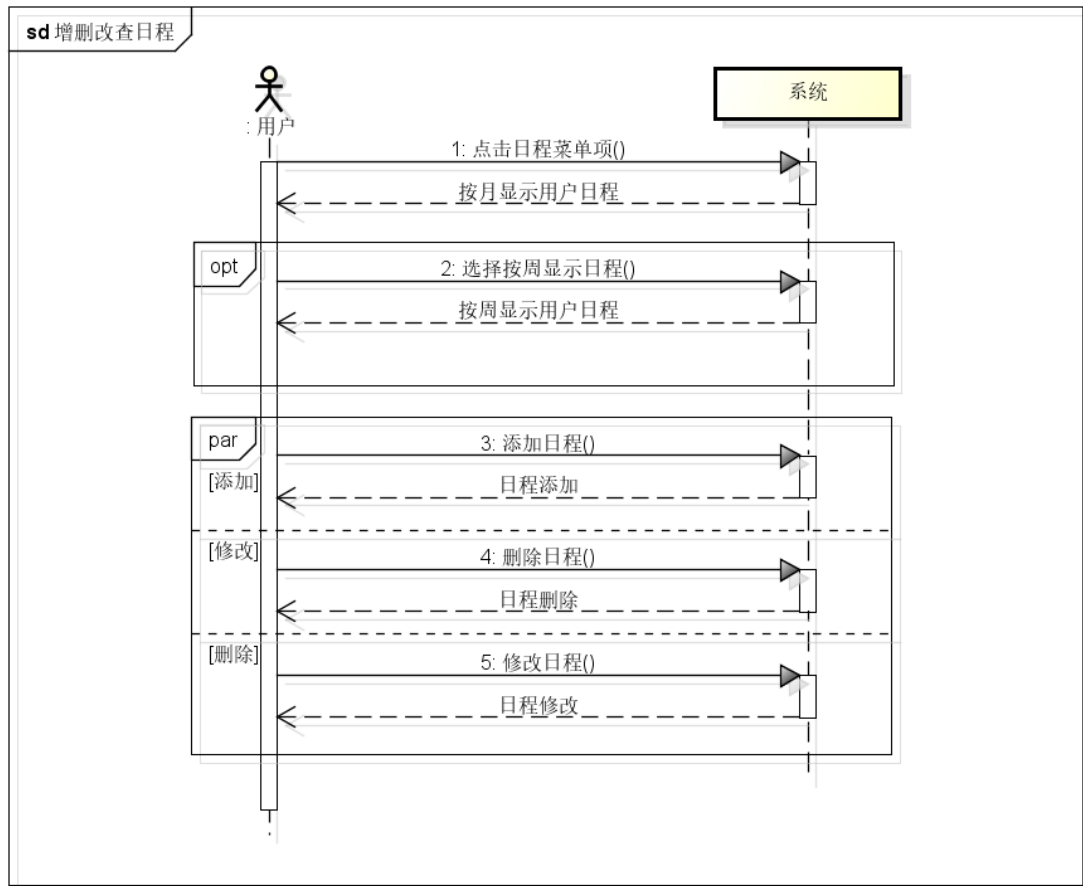 sd 增删改查日程
: 用户
系统
1: 点击日程菜单项()
按月显示用户日程
opt
2: 选择按周显示日程()
按周显示用户日程
par
3: 添加日程()
[添加]
日程添加
[修改]
4: 删除日程()
日程删除
[删除]
5: 修改日程()
日程修改